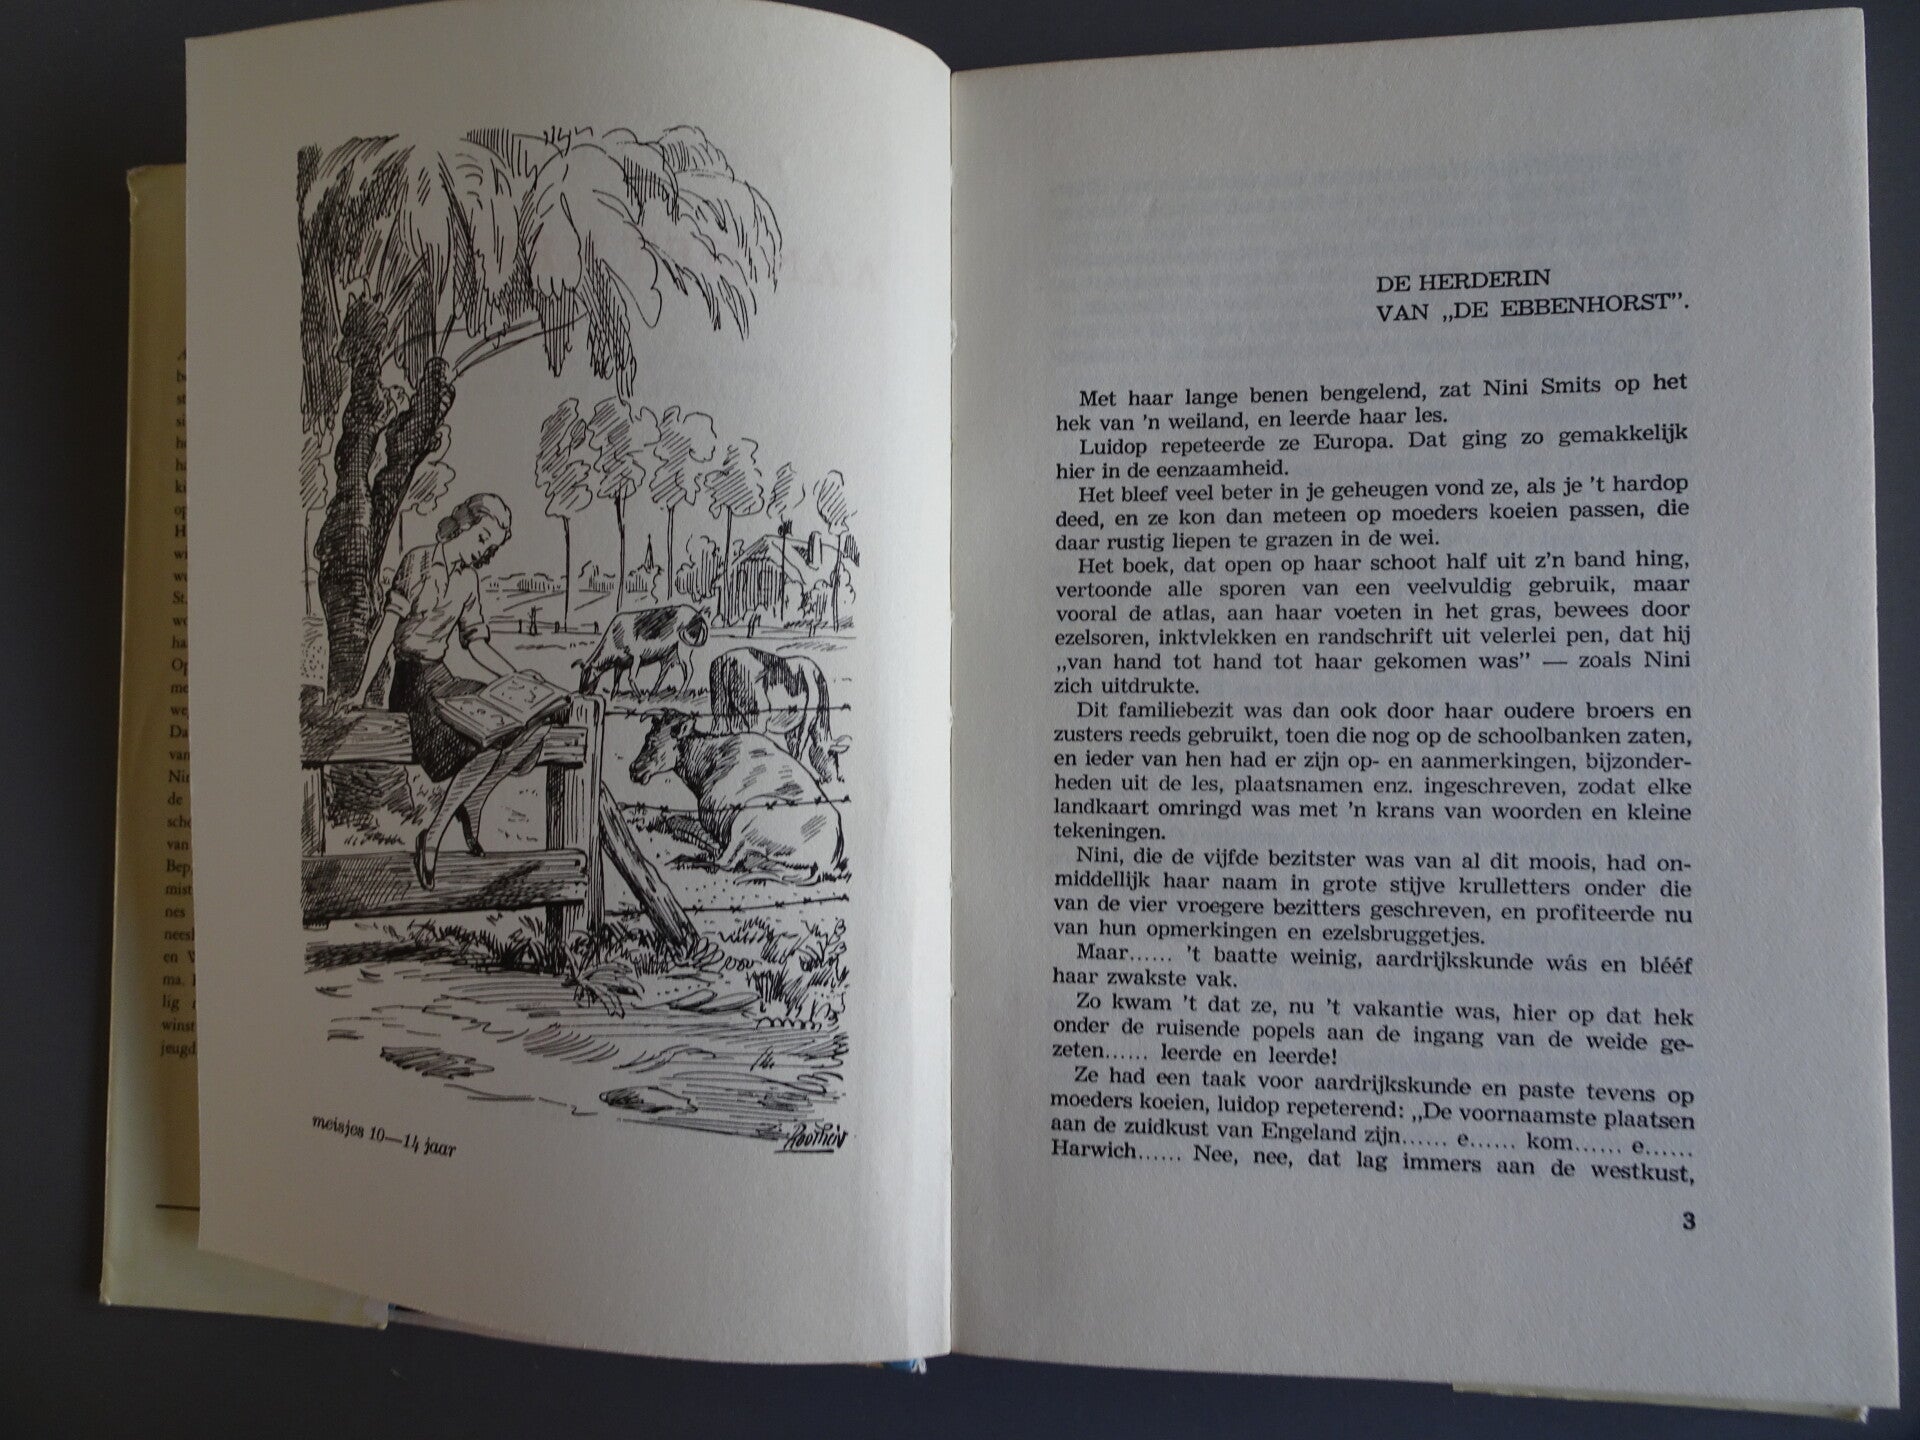 meisjes 10—14 jaar
DE HERDERIN
VAN „DE EBBENHORST”.
Met haar lange benen bengelend, zat Nini Smits op het
hek van 'n weiland, en leerde haar les.
Luidop repeteerde ze Europa. Dat ging zo gemakkelijk
hier in de eenzaamheid.
Het bleef veel beter in je geheugen vond ze, als je 't hardop
deed, en ze kon dan meteen op moeders koeien passen, die
daar rustig liepen te grazen in de wei.
Het boek, dat open op haar schoot half uit z'n band hing,
vertoonde alle sporen van een veelvuldig gebruik, maar
vooral de atlas, aan haar voeten in het gras, bewees door
ezelsoren, inktvlekken en randschrift uit velerlei pen, dat hij
„van hand tot hand tot haar gekomen was” — zoals Nini
zich uitdrukte.
Dit familiebezit was dan ook door haar oudere broers en
zusters reeds gebruikt, toen die nog op de schoolbanken zaten,
en ieder van hen had er zijn op- en aanmerkingen, bijzonder-
heden uit de les, plaatsnamen enz. ingeschreven, zodat elke
landkaart omringd was met 'n krans van woorden en kleine
tekeningen.
Nini, die de vijfde bezitster was van al dit moois, had on-
middellijk haar naam in grote stijve krulletters onder die
van de vier vroegere bezitters geschreven, en profiteerde nu
van hun opmerkingen en ezelsbruggetjes.
Maar...... 't baatte weinig, aardrijkskunde wás en bléef
haar zwakste vak.
Zo kwam 't dat ze, nu 't vakantie was, hier op dat hek
onder de ruisende popels aan de ingang van de weide ge-
zeten...... leerde en leerde!
Ze had een taak voor aardrijkskunde en paste tevens op
moeders koeien, luidop repeterend: „De voornaamste plaatsen
aan de zuidkust van Engeland zijn...... e...... kom...... e......
Harwich...... Nee, nee, dat lag immers aan de westkust,
3